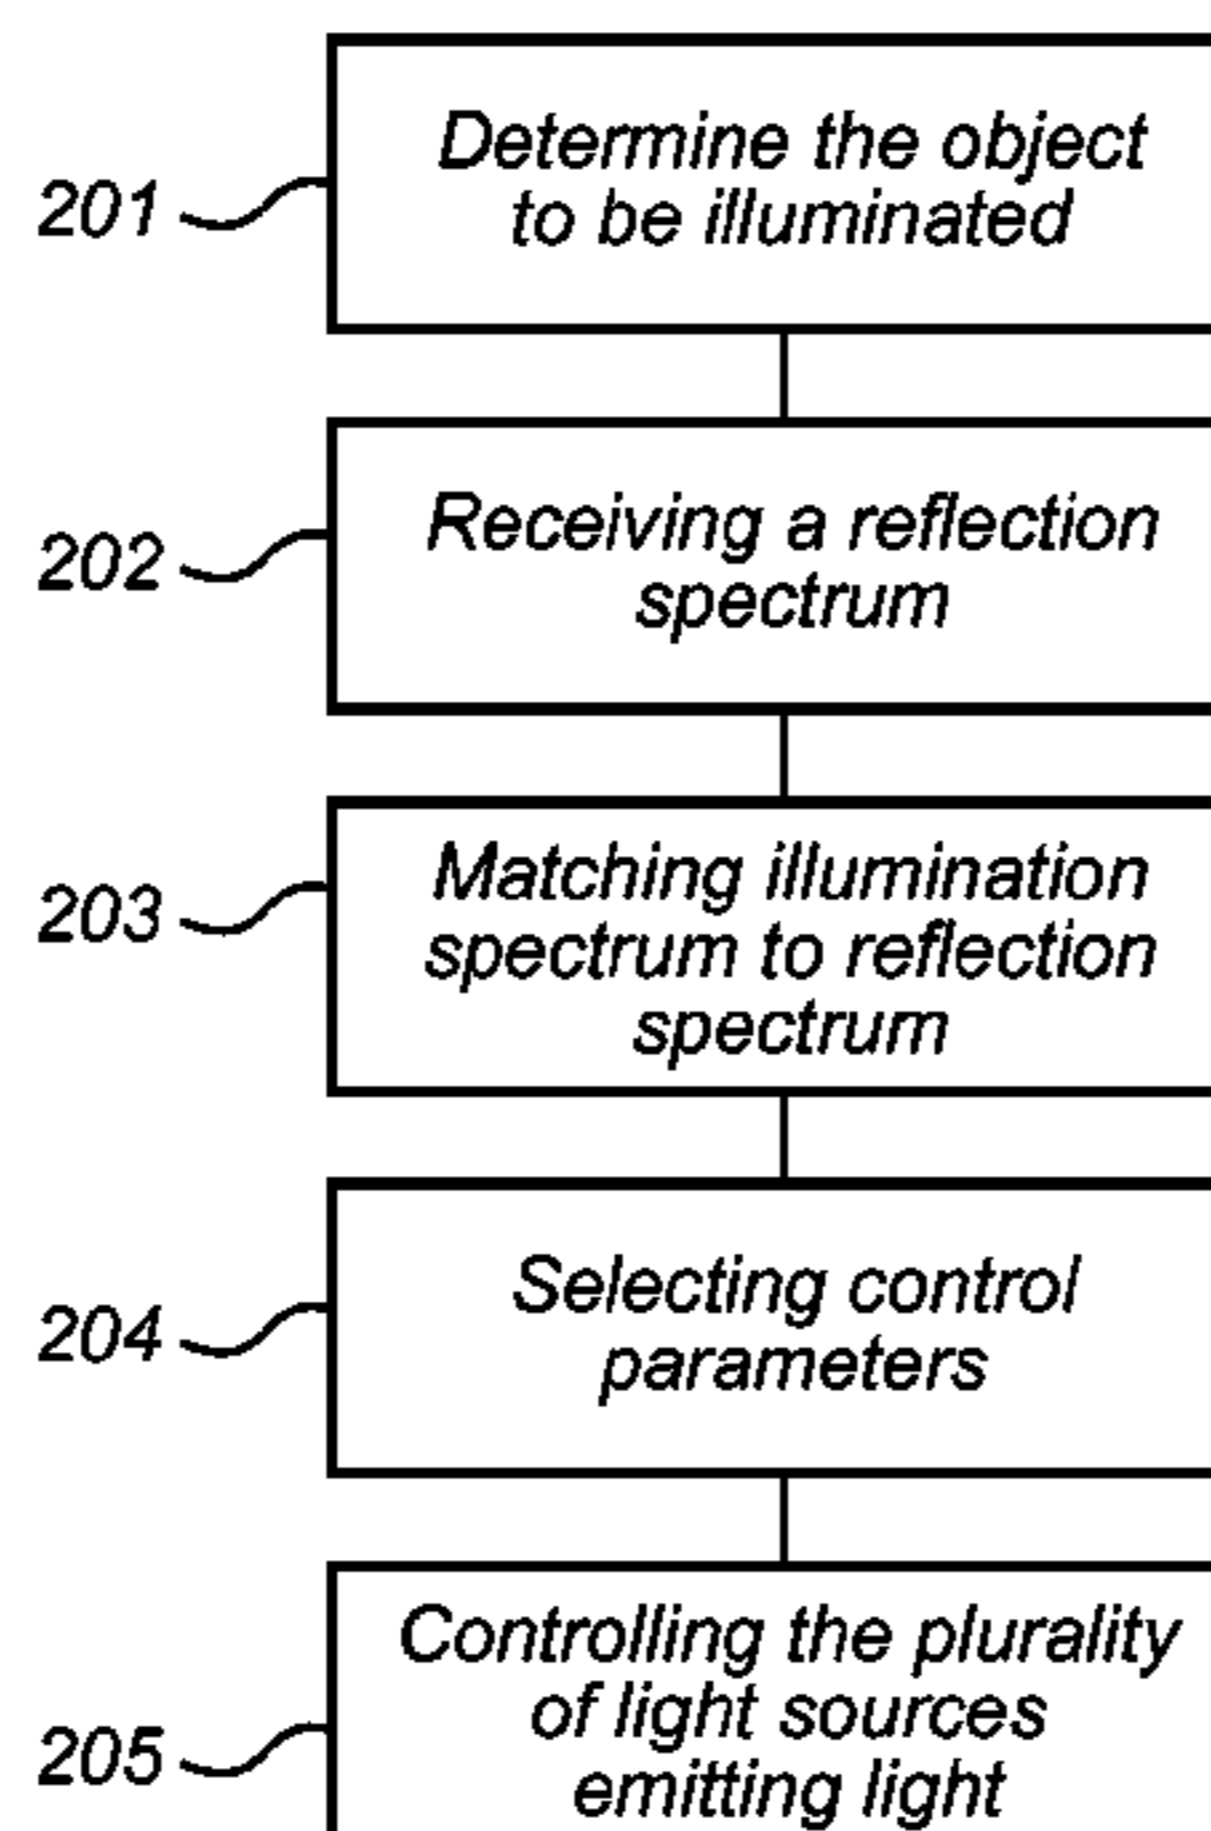 201
Determine the object
to be illuminated
202
Receiving a reflection
spectrum
203
Matching illumination
spectrum to reflection
spectrum
204
Selecting control
parameters
205
Controlling the plurality
of light sources
emitting light